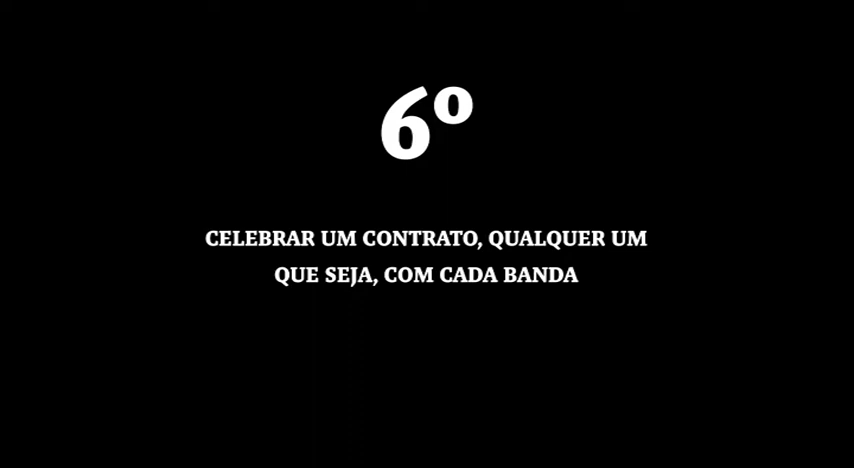 6º
CELEBRAR UM CONTRATO, QUALQUER UM
QUE SEJA, COM CADA BANDA